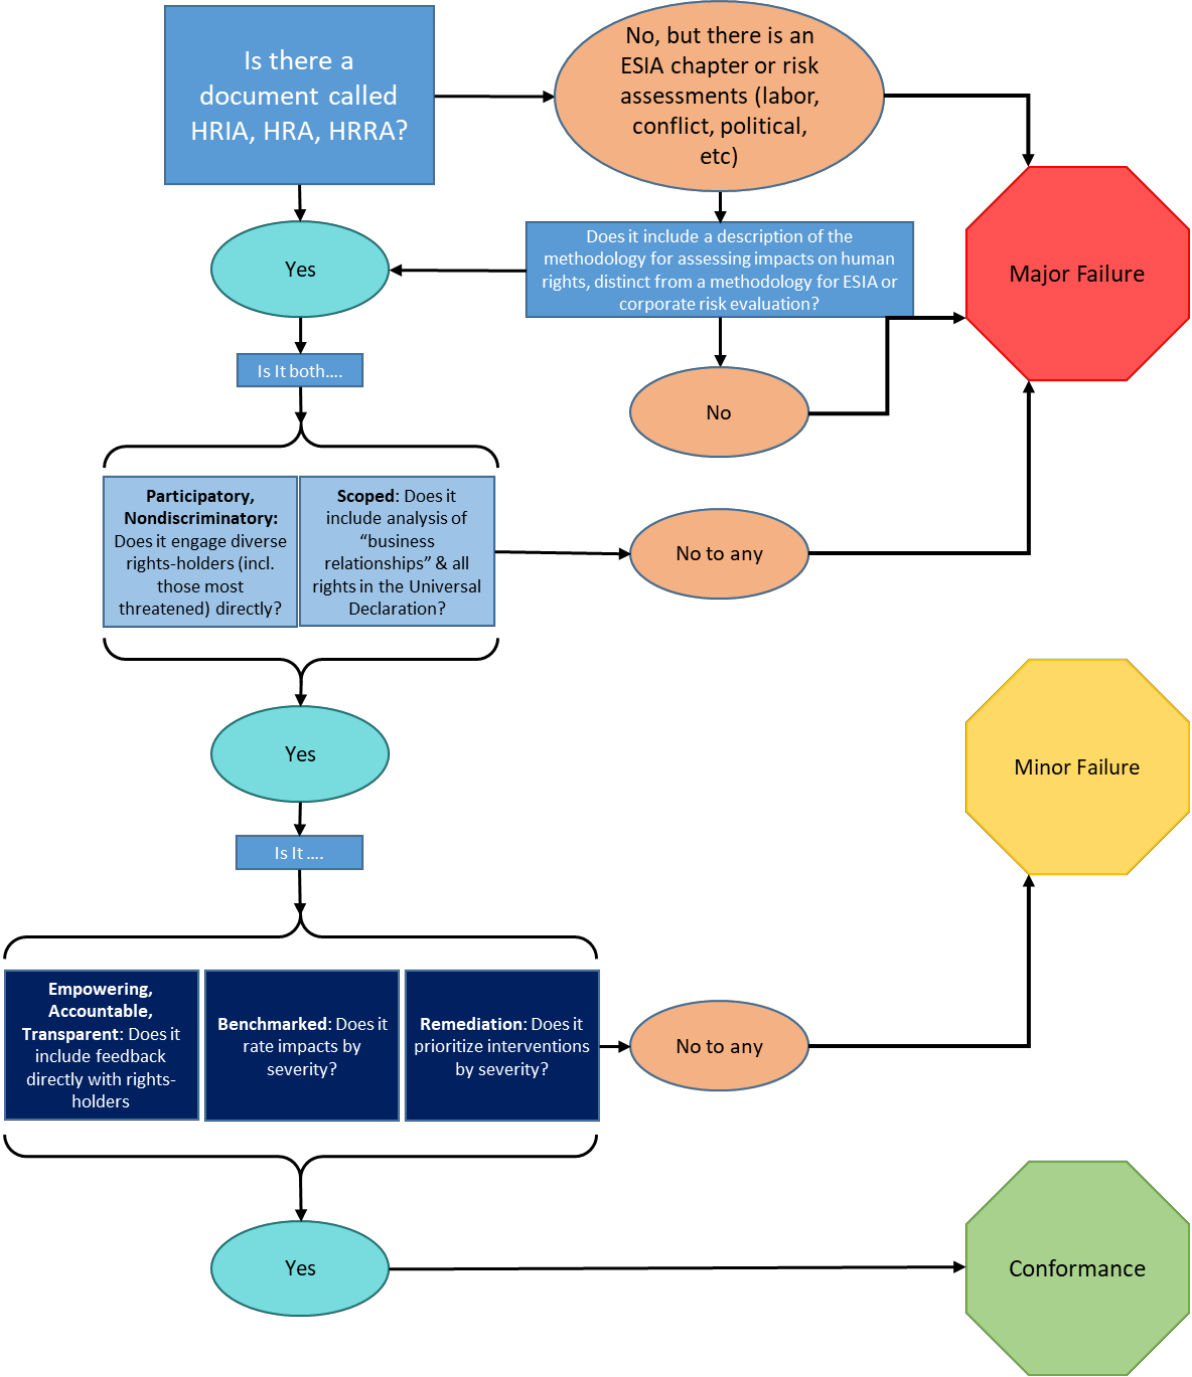 Is there a
document called
HRIA, HRA, HRRA?
No, but there is an
ESIA chapter or risk
assessments (labor,
conflict, political,
etc)
Major Failure
Yes
Does it include a description of the
methodology for assessing impacts on human
rights, distinct from a methodology for ESIA or
corporate risk evaluation?
Is It both....
No
Participatory,
Nondiscriminatory:
Does it engage diverse
rights-holders (incl.
those most
threatened) directly?
Scoped: Does it
include analysis of
“business
relationships” & all
rights in the Universal
Declaration?
No to any
Yes
Minor Failure
Is It ....
Empowering,
Accountable,
Transparent: Does it
include feedback
directly with rights-
holders
Benchmarked: Does it
rate impacts by
severity?
Remediation: Does it
prioritize interventions
by severity?
No to any
Yes
Conformance